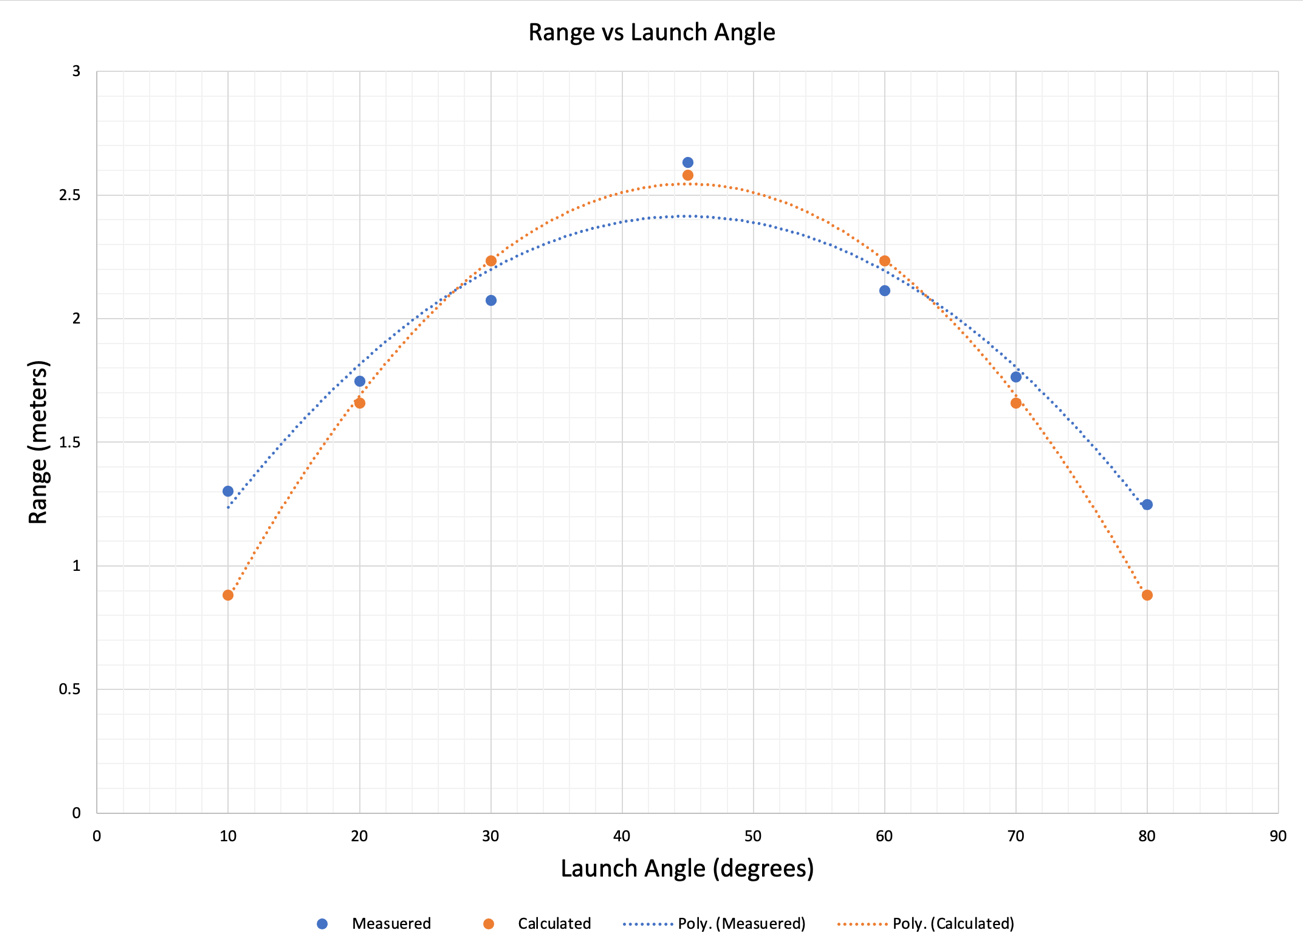 Range vs Launch Angle
3
2.5
2
1.5
1
0.5
0
Range (meters)
0 10 20 30 40 50 60 70 80 90
Launch Angle (degrees)
Measuered Calculated Poly. (Measuered) Poly. (Calculated)